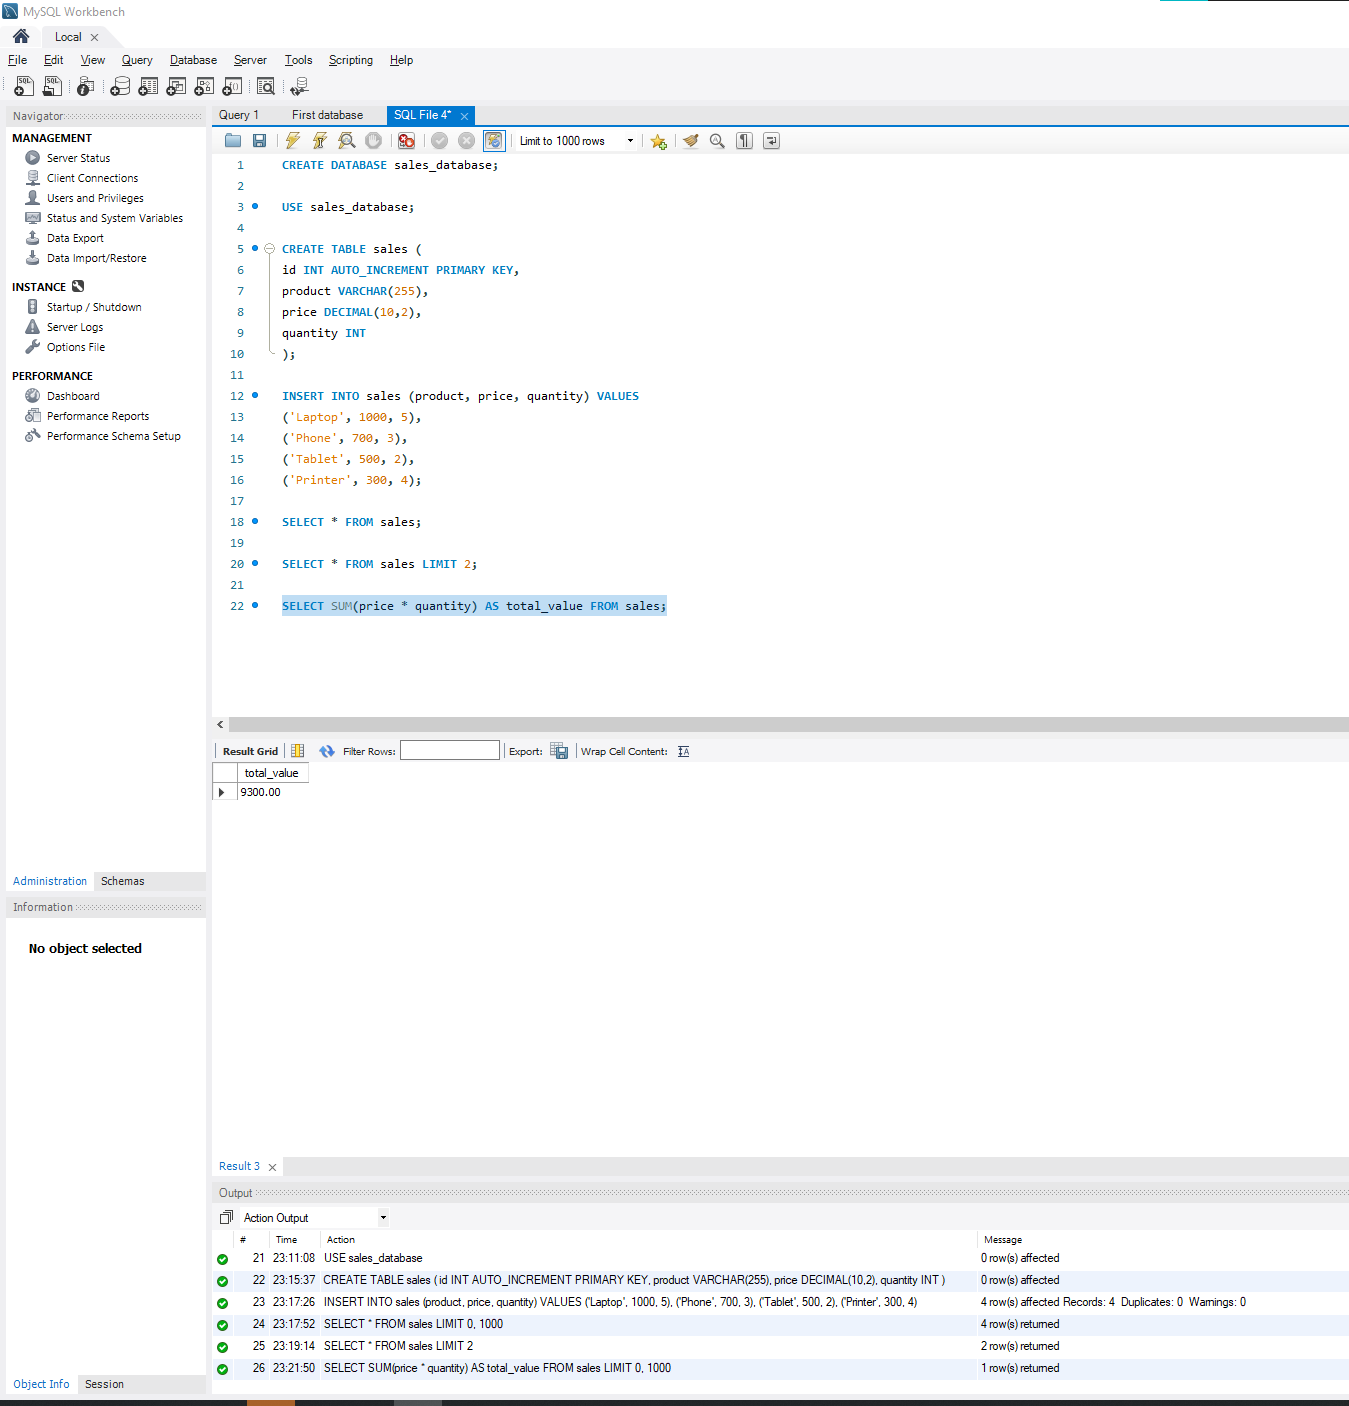 MySQL Workbench
Local
File Edit View Query Database Server Tools Scripting Help
Navigator
MANAGEMENT
Server Status
Client Connections
Users and Privileges
Status and System Variables
Data Export
Data Import/Restore
INSTANCE
Startup / Shutdown
Server Logs
Options File
PERFORMANCE
Dashboard
Performance Reports
Performance Schema Setup
Administration Schemas
Information
No object selected
Object Info Session
Query 1 First database SQL File 4*
Limit to 1000 rows
1 CREATE DATABASE sales_database;
2
3 USE sales_database;
4
5 CREATE TABLE sales (
6 id INT AUTO_INCREMENT PRIMARY KEY,
7 product VARCHAR(255),
8 price DECIMAL(10,2),
9 quantity INT
10 );
11
12 INSERT INTO sales (product, price, quantity) VALUES
13 ('Laptop', 1000, 5),
14 ('Phone', 700, 3),
15 ('Tablet', 500, 2),
16 ('Printer', 300, 4);
17
18 SELECT * FROM sales;
19
20 SELECT * FROM sales LIMIT 2;
21
22 SELECT SUM(price * quantity) AS total_value FROM sales;
Result Grid Filter Rows: Export: Wrap Cell Content:
total_value
9300.00
Result 3
Output
Action Output
# Time Action Message
21 23:11:08 USE sales_database 0 row(s) affected
22 23:15:37 CREATE TABLE sales ( id INT AUTO_INCREMENT PRIMARY KEY, product VARCHAR(255), price DECIMAL(10,2), quantity INT ) 0 row(s) affected
23 23:17:26 INSERT INTO sales (product, price, quantity) VALUES ('Laptop', 1000, 5), ('Phone', 700, 3), ('Tablet', 500, 2), ('Printer', 300, 4) 4 row(s) affected Records: 4 Duplicates: 0 Warnings: 0
24 23:17:52 SELECT * FROM sales LIMIT 0, 1000 4 row(s) returned
25 23:19:14 SELECT * FROM sales LIMIT 2 2 row(s) returned
26 23:21:50 SELECT SUM(price * quantity) AS total_value FROM sales LIMIT 0, 1000 1 row(s) returned